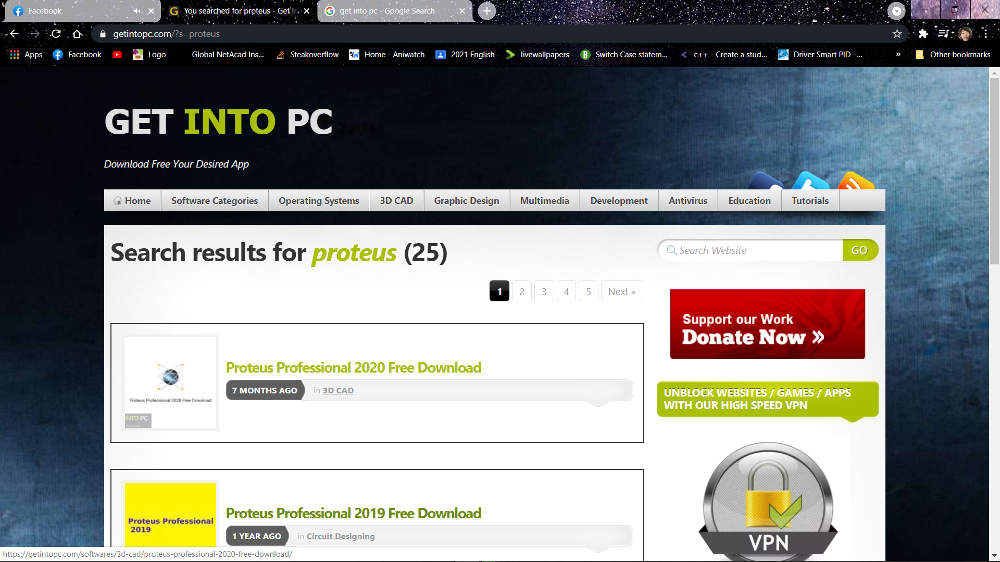 Facebook
You searched for proteus - Get In
get into pc - Google Search
getintopc.com/?s=proteus
Apps
Facebook
Logo
Global NetAcad Ins...
Steakoverflow
Home - Aniwatch
2021 English
livewallpapers
Switch Case statem...
c++ - Create a stud...
Driver Smart PID –...
»
Other bookmarks
GET INTO PC
Download Free Your Desired App
Home
Software Categories
Operating Systems
3D CAD
Graphic Design
Multimedia
Development
Antivirus
Education
Tutorials
Search results for proteus (25)
Search Website
GO
1 2 3 4 5 Next »
Support our Work
Donate Now »
Proteus Professional 2020 Free Download
INTO PC
Proteus Professional 2020 Free Download
7 MONTHS AGO
in 3D CAD
UNBLOCK WEBSITES / GAMES / APPS
WITH OUR HIGH SPEED VPN
VPN
Proteus Professional
2019
Proteus Professional 2019 Free Download
1 YEAR AGO
in Circuit Designing
https://getintopc.com/softwares/3d-cad/proteus-professional-2020-free-download/